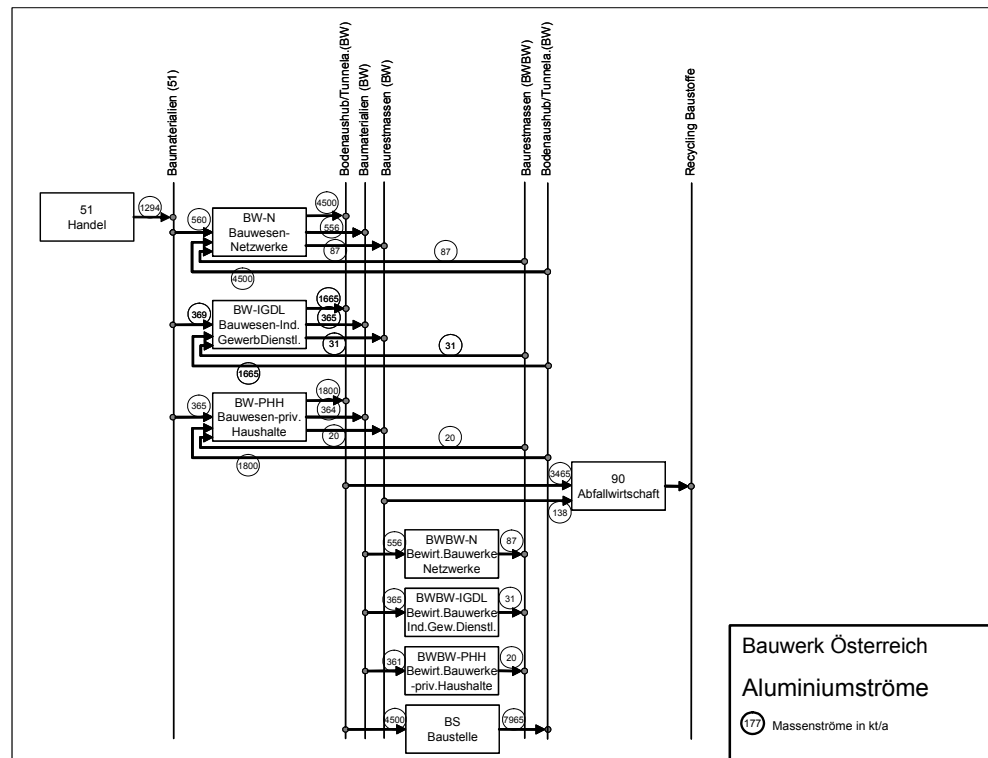 Baumaterialien (51)
Bodenaushub/Tunnela.(BW)
Baumaterialien (BW)
Baurestmassen (BW)
Baurestmassen (BWBW)
Bodenaushub/Tunnela.(BW)
Recycling Baustoffe
51
Handel
1294
560
BW-N
Bauwesen-
Netzwerke
4500
556
87
87
4500
369
BW-IGDL
Bauwesen-Ind.
GewerbDienstl.
1665
365
31
31
1665
365
BW-PHH
Bauwesen-priv.
Haushalte
1800
364
20
20
1800
3465
138
90
Abfallwirtschaft
556
BWBW-N
Bewirt.Bauwerke
Netzwerke
87
365
BWBW-IGDL
Bewirt.Bauwerke
Ind.Gew.Dienstl.
31
361
BWBW-PHH
Bewirt.Bauwerke
-priv.Haushalte
20
4500
BS
Baustelle
7965
Bauwerk Österreich
Aluminiumströme
177 Massenströme in kt/a